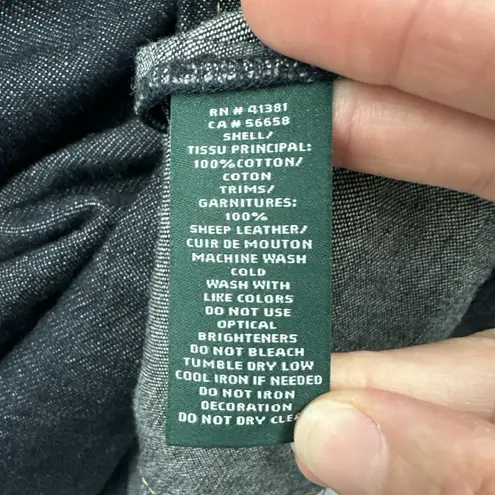 RN # 41381
CA # 56658
SHELL/
TISSU PRINCIPAL:
100% COTTON/
COTON
TRIMS/
GARNITURES:
100%
SHEEP LEATHER/
CUIR DE MOUTON
MACHINE WASH
COLD
WASH WITH
LIKE COLORS
DO NOT USE
OPTICAL
BRIGHTENERS
DO NOT BLEACH
TUMBLE DRY LOW
COOL IRON IF NEEDED
DO NOT IRON
DECORATION
DO NOT DRY